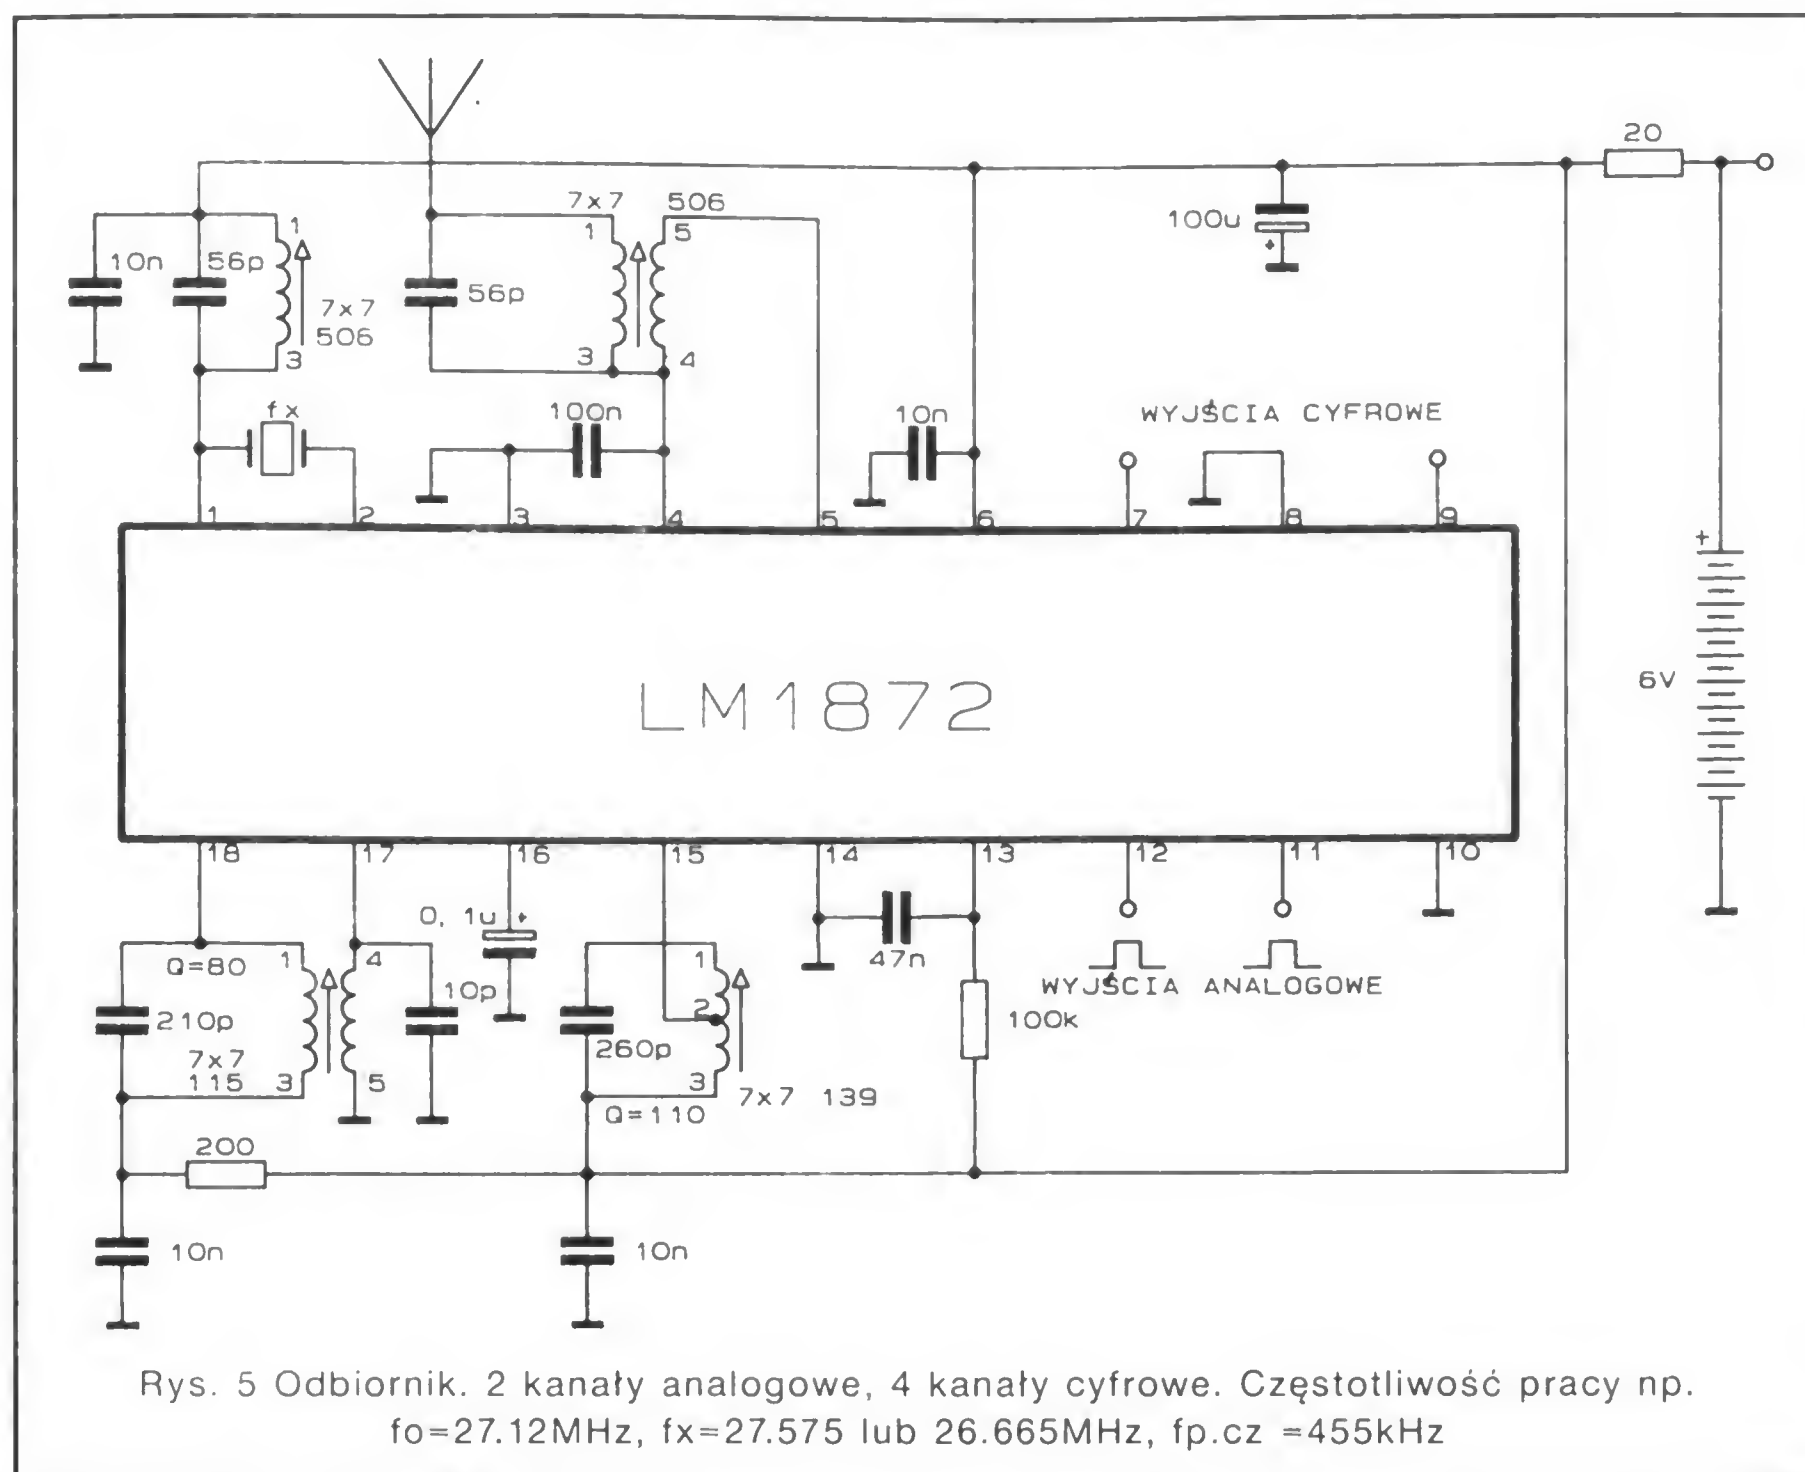 20
7x7 506
1 5
100u
+
10n 56p 1
56p
7x7
506
3
3 4
fx
100n
10n
WYJŚCIA CYFROWE
1 2 3 4 5 6 7 8 9
+
6V
LM1872
18 17 16 15 14 13 12 11 10
0, 1u +
Q=80 1 4
1
47n
WYJŚCIA ANALOGOWE
210p
10p
2
260p
100k
7x7
115 3 5
3
7x7 139
Q=110
200
10n
10n
Rys. 5 Odbiornik. 2 kanały analogowe, 4 kanały cyfrowe. Częstotliwość pracy np.
fo=27.12MHz, fx=27.575 lub 26.665MHz, fp.cz =455kHz